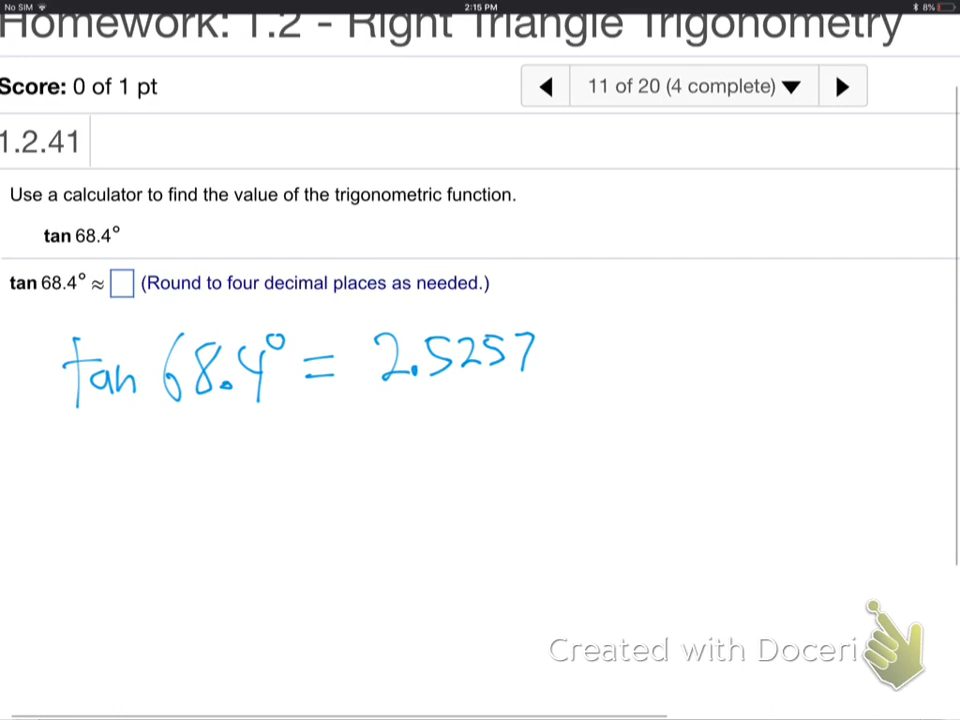 No SIM 2:15 PM 8%
Homework: 1.2 - Right Triangle Trigonometry
Score: 0 of 1 pt
11 of 20 (4 complete)
1.2.41
Use a calculator to find the value of the trigonometric function.
tan 68.4°
tan 68.4° ≈ (Round to four decimal places as needed.)
tan 68.4° = 2.5257
Created with Doceri